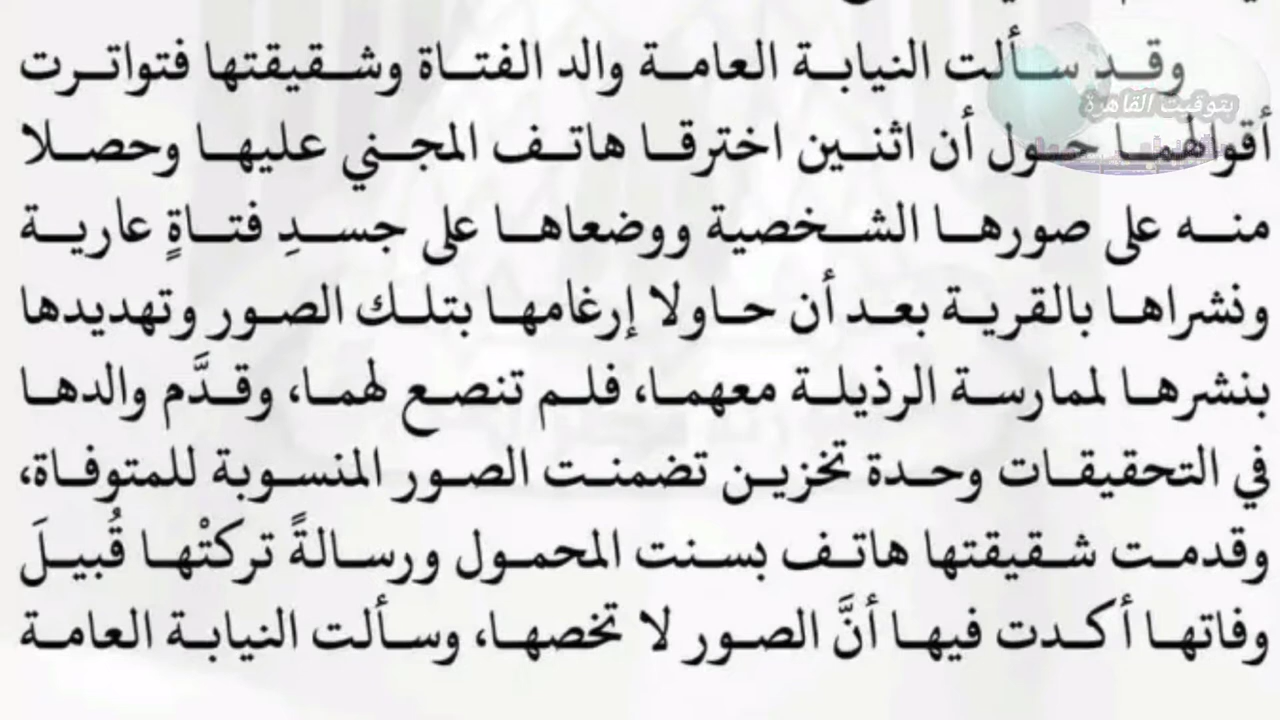 وقد سألت النيابة العامة والد الفتاة وشقيقتها فتواترت
بتوقيت القاهرة
أقوالهما حول أن اثنين اخترقا هاتف المجني عليها وحصلا
منه على صورها الشخصية ووضعاها على جسدِ فتاةٍ عارية
ونشراها بالقرية بعد أن حاولا إرغامها بتلك الصور وتهديدها
بنشرها لممارسة الرذيلة معهما، فلم تنصع لهما، وقدَّم والدها
في التحقيقات وحدة تخزين تضمنت الصور المنسوبة للمتوفاة،
وقدمت شقيقتها هاتف بسنت المحمول ورسالةً تركتْها قُبيلَ
وفاتها أكدت فيها أنَّ الصور لا تخصها، وسألت النيابة العامة